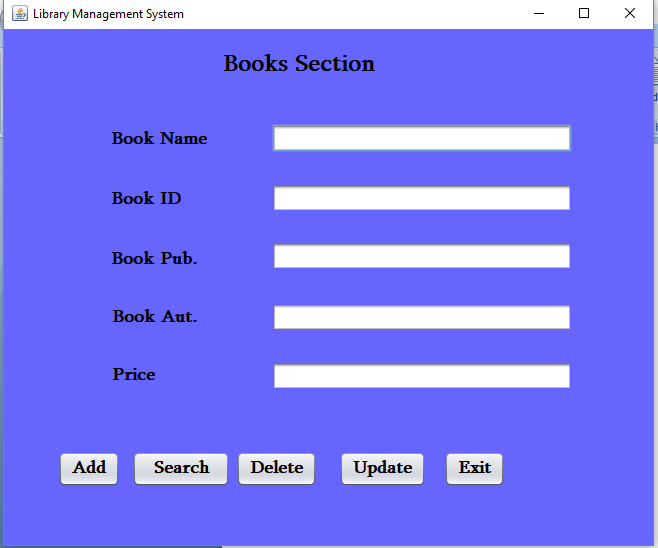 Library Management System
Books Section
Book Name
Book ID
Book Pub.
Book Aut.
Price
Add Search Delete Update Exit